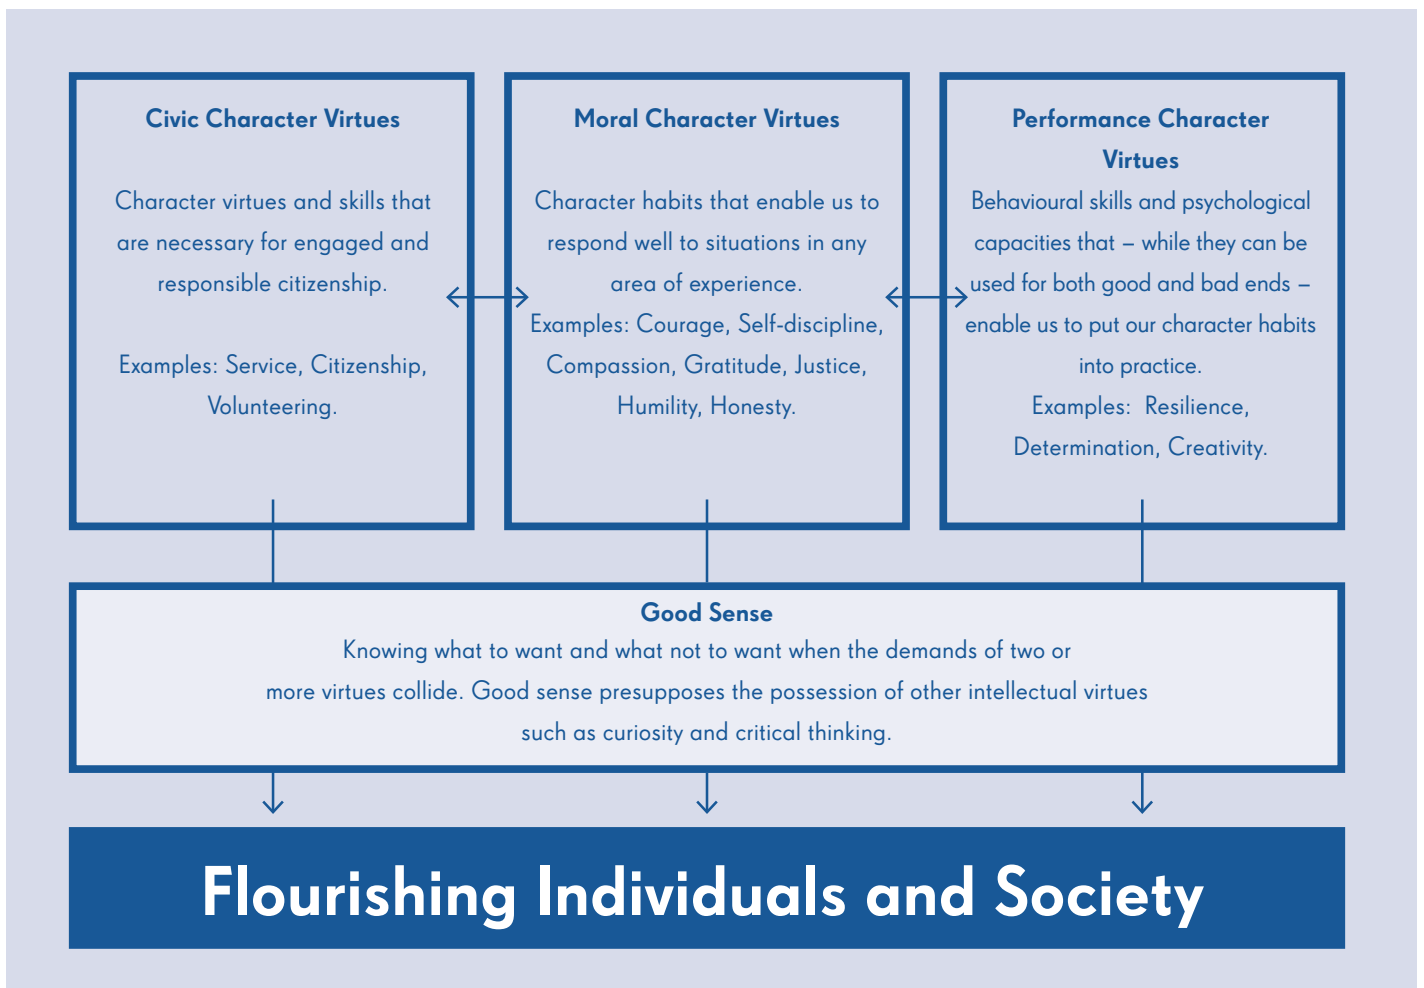 Civic Character Virtues
Character virtues and skills that
are necessary for engaged and
responsible citizenship.
Examples: Service, Citizenship,
Volunteering.
Moral Character Virtues
Character habits that enable us to
respond well to situations in any
area of experience.
Examples: Courage, Self-discipline,
Compassion, Gratitude, Justice,
Humility, Honesty.
Performance Character
Virtues
Behavioural skills and psychological
capacities that – while they can be
used for both good and bad ends –
enable us to put our character habits
into practice.
Examples: Resilience,
Determination, Creativity.
Good Sense
Knowing what to want and what not to want when the demands of two or
more virtues collide. Good sense presupposes the possession of other intellectual virtues
such as curiosity and critical thinking.
Flourishing Individuals and Society